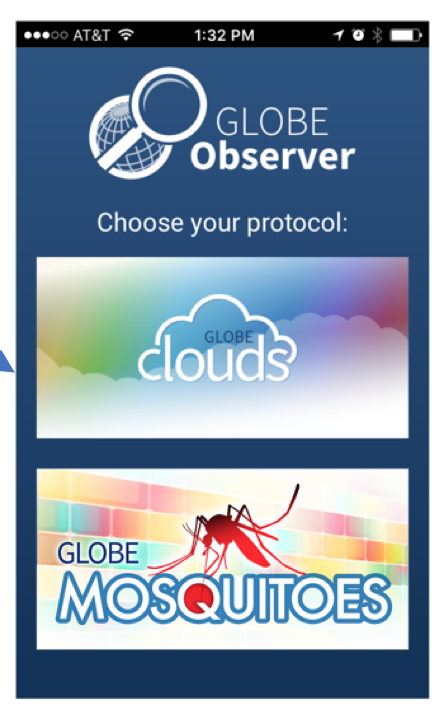 AT&T 1:32 PM
GLOBE
Observer
Choose your protocol:
GLOBE
clouds
GLOBE
MOSQUITOES